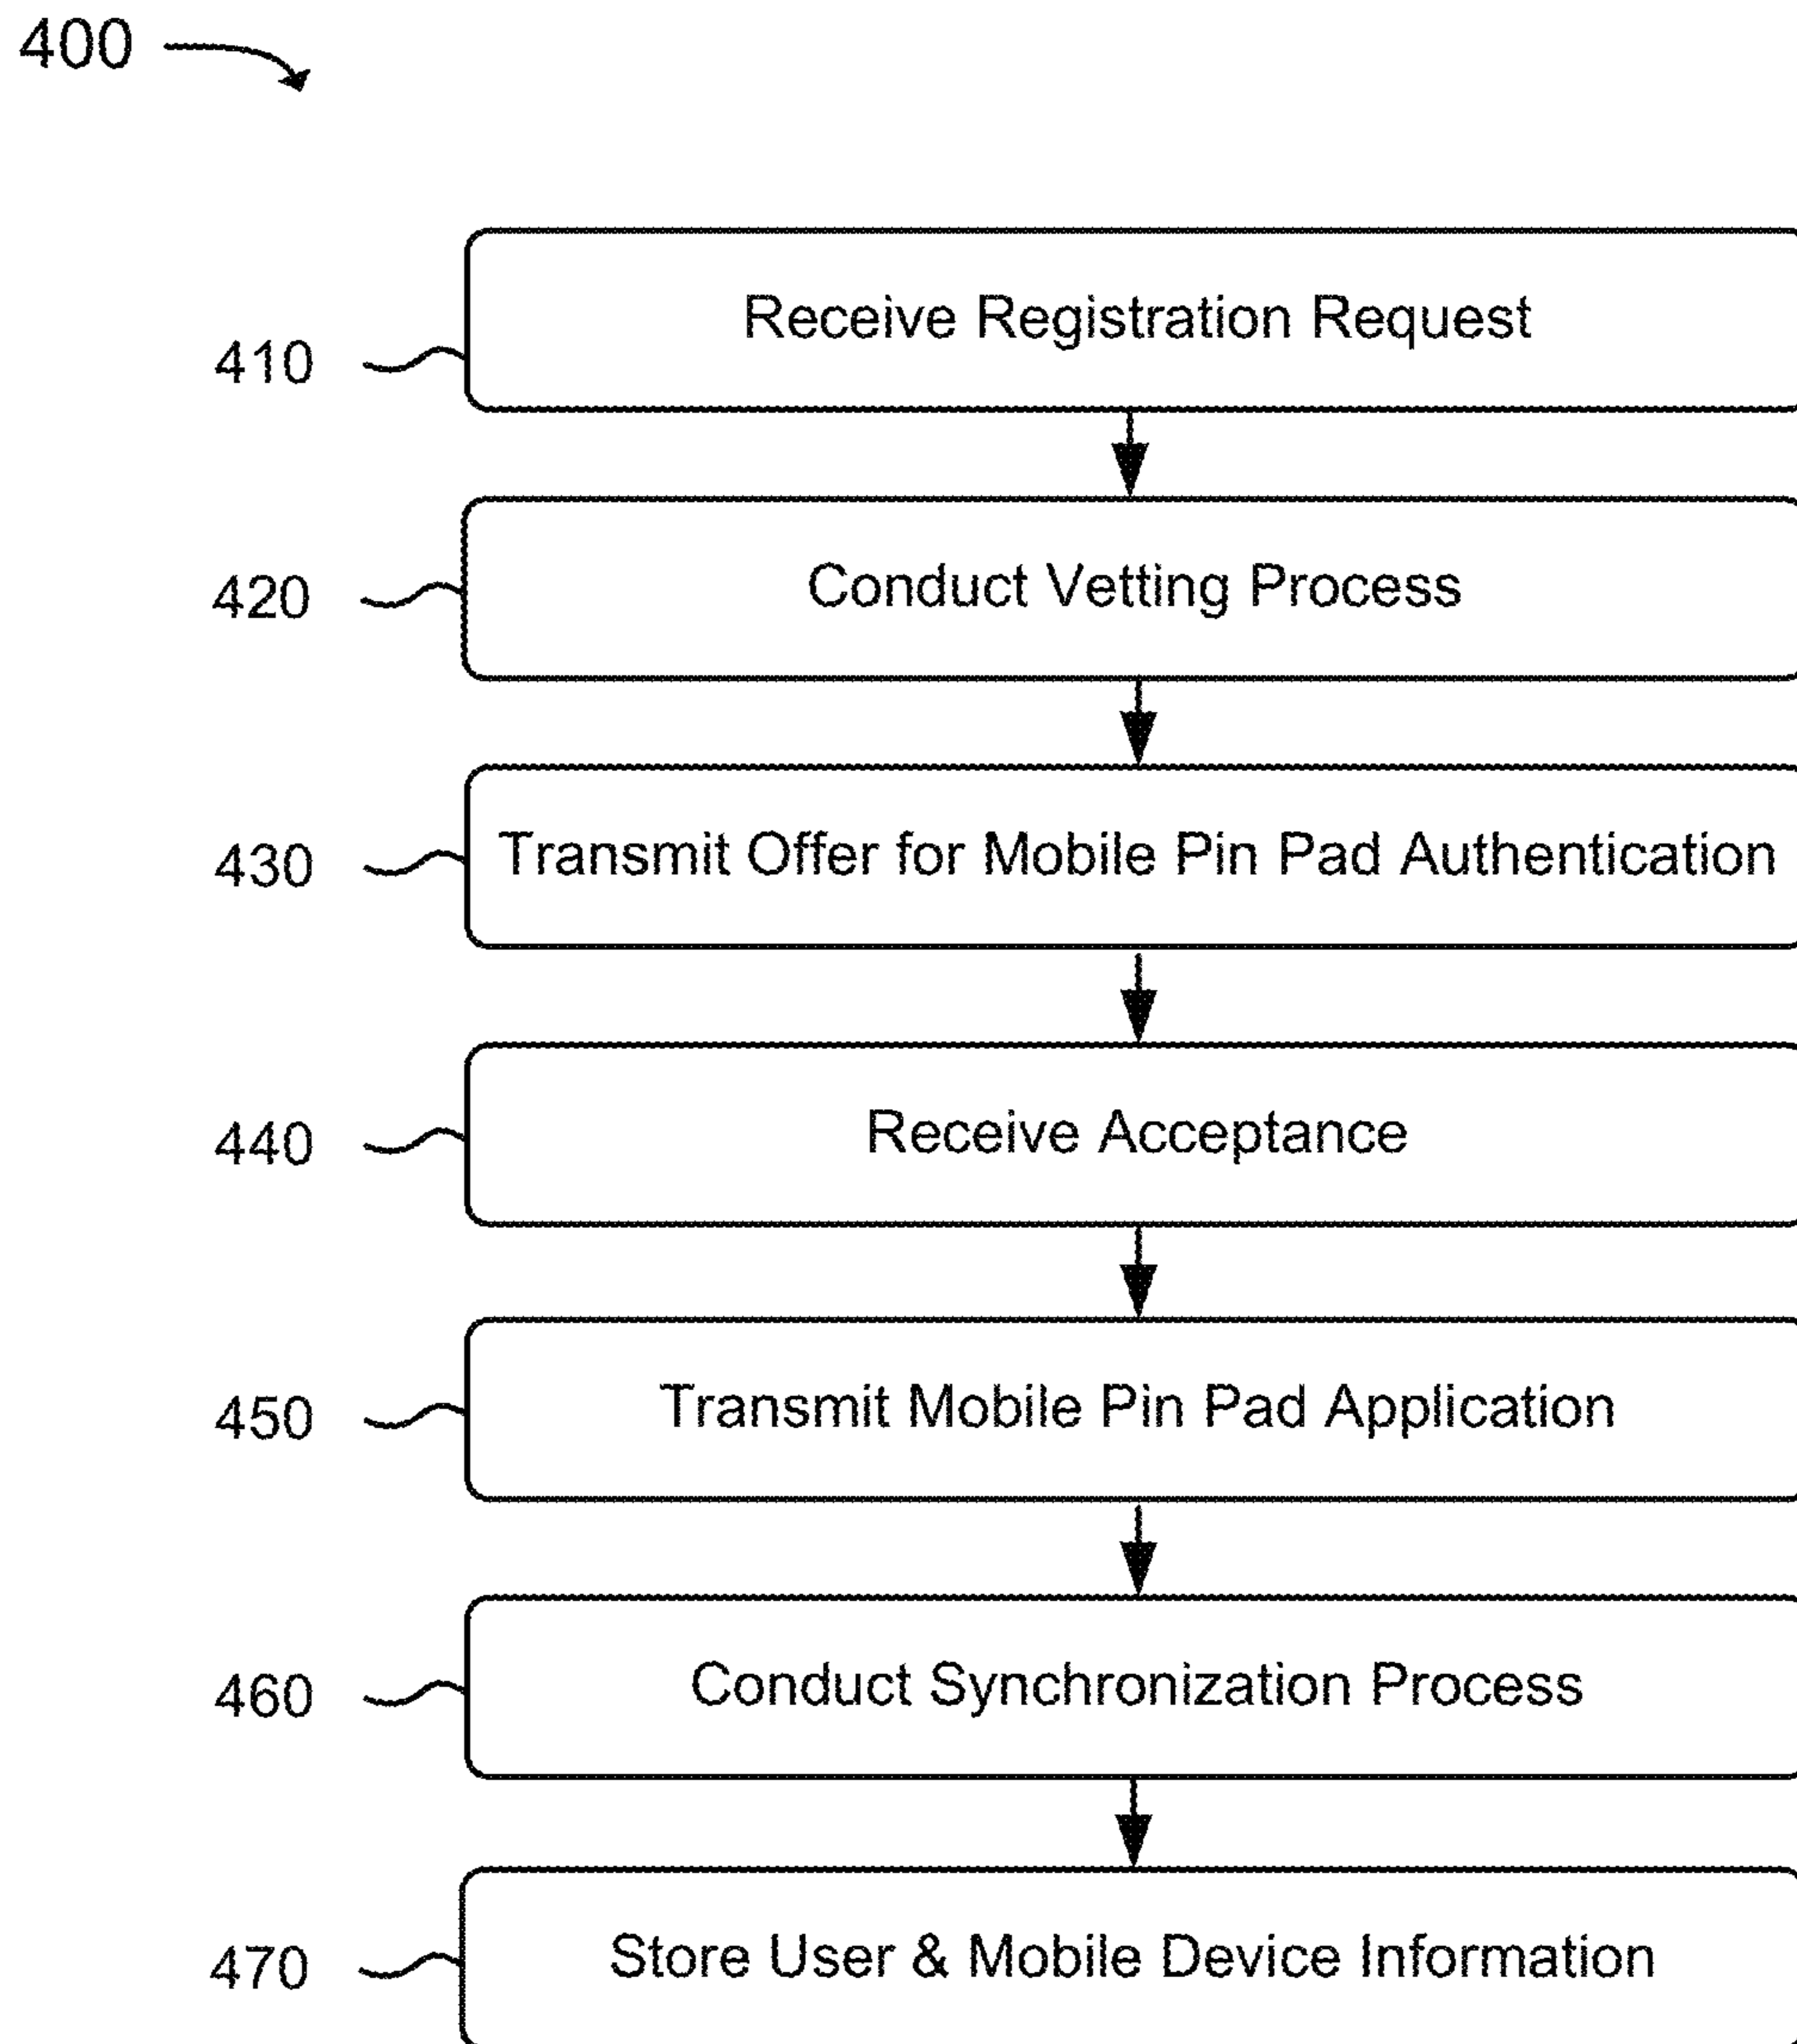 400
Receive Registration Request
410
Conduct Vetting Process
420
Transmit Offer for Mobile Pin Pad Authentication
430
Receive Acceptance
440
Transmit Mobile Pin Pad Application
450
Conduct Synchronization Process
460
Store User & Mobile Device Information
470